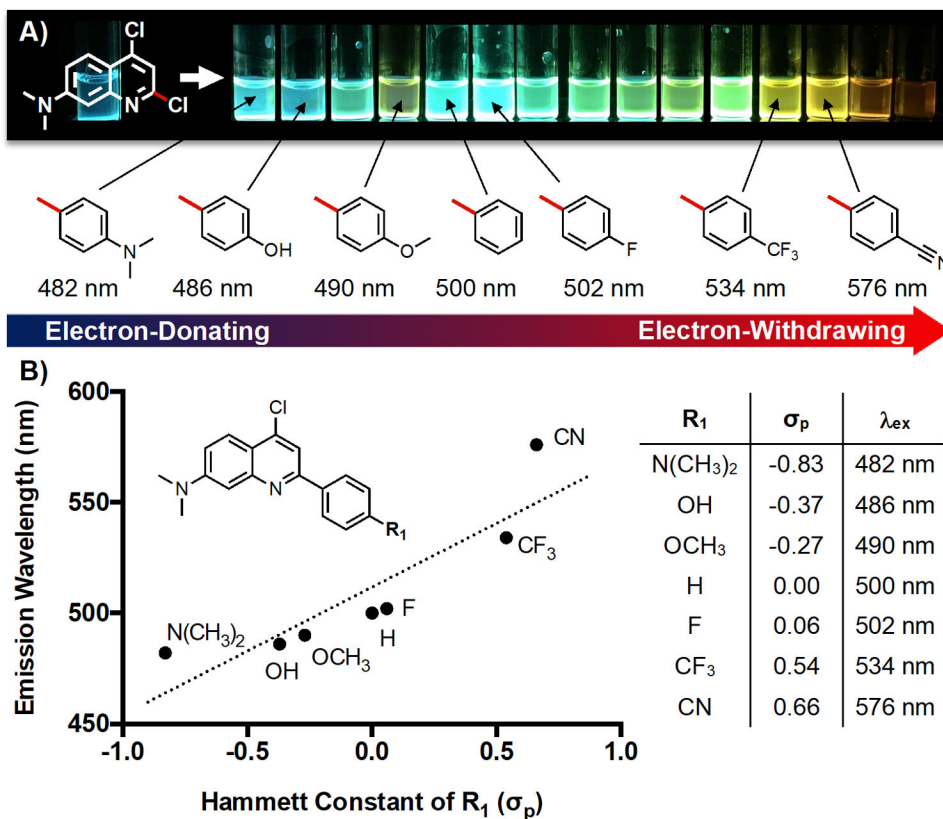 A)
Cl
Cl
N
N
N
OH
O
F
CF₃
N
482 nm 486 nm 490 nm 500 nm 502 nm 534 nm 576 nm
Electron-Donating Electron-Withdrawing
B)
Emission Wavelength (nm)
600
550
500
450
-1.0 -0.5 0.0 0.5 1.0
Hammett Constant of R₁ (σₚ)
Cl
N
N
R₁
N(CH₃)₂
OH
OCH₃
H
F
CF₃
CN
R₁ σₚ λₑₓ
N(CH₃)₂ -0.83 482 nm
OH -0.37 486 nm
OCH₃ -0.27 490 nm
H 0.00 500 nm
F 0.06 502 nm
CF₃ 0.54 534 nm
CN 0.66 576 nm